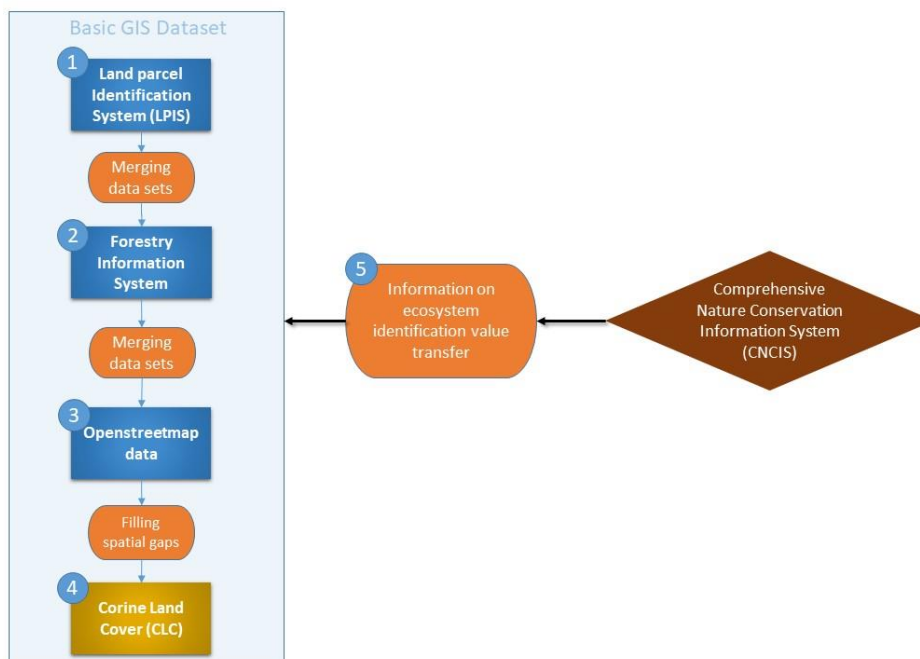 Basic GIS Dataset
1
Land parcel
Identification
System (LPIS)
Merging
data sets
2
Forestry
Information
System
Merging
data sets
3
Openstreetmap
data
Filling
spatial gaps
4
Corine Land
Cover (CLC)
5
Information on
ecosystem
identification value
transfer
Comprehensive
Nature Conservation
Information System
(CNCIS)